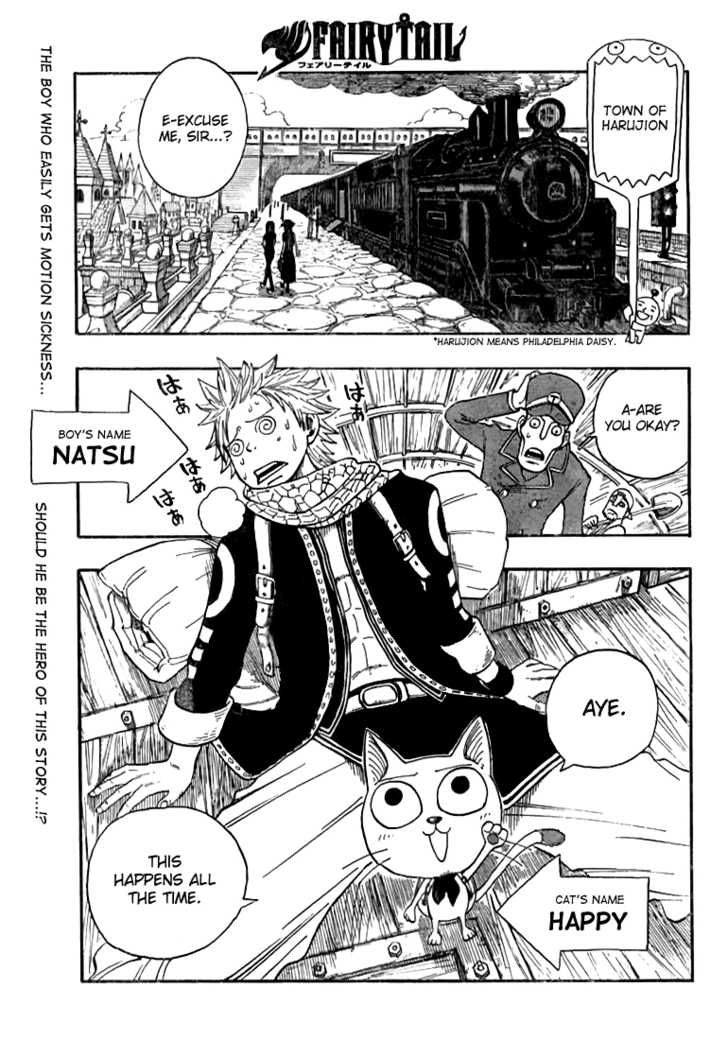 FAIRY TAIL
フェアリーテイル
TOWN OF
HARUJION
E-EXCUSE
ME, SIR...?
*HARUJION MEANS PHILADELPHIA DAISY.
THE BOY WHO EASILY GETS MOTION SICKNESS...
A-ARE
YOU OKAY?
はぁ
はぁ
はぁ
はぁ
BOY'S NAME
NATSU
SHOULD HE BE THE HERO OF THIS STORY...!?
AYE.
THIS
HAPPENS ALL
THE TIME.
CAT'S NAME
HAPPY